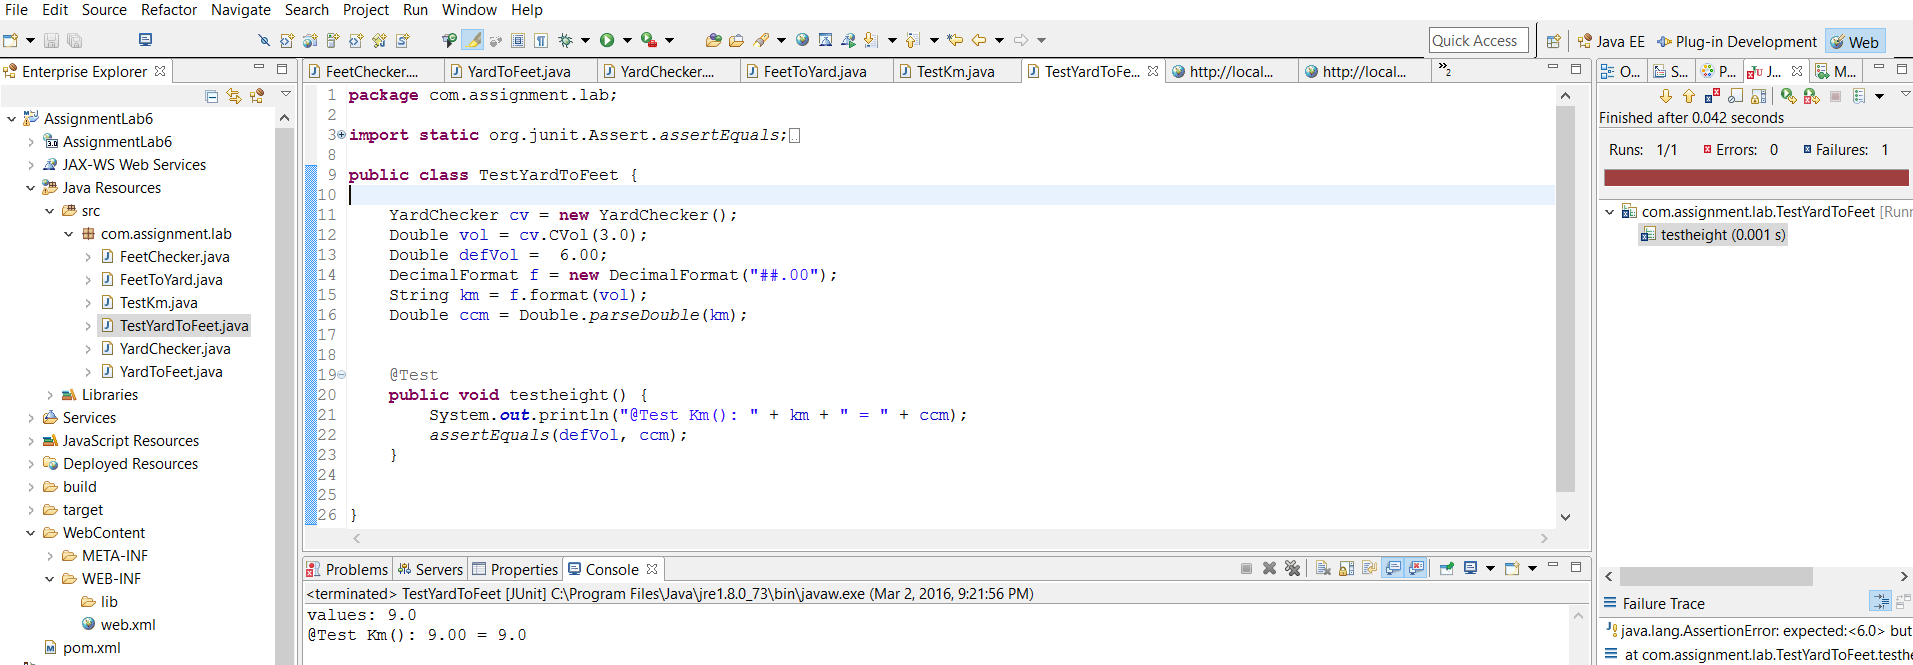 File Edit Source Refactor Navigate Search Project Run Window Help
Quick Access Java EE Plug-in Development Web
Enterprise Explorer
AssignmentLab6
AssignmentLab6
JAX-WS Web Services
Java Resources
src
com.assignment.lab
FeetChecker.java
FeetToYard.java
TestKm.java
TestYardToFeet.java
YardChecker.java
YardToFeet.java
Libraries
Services
JavaScript Resources
Deployed Resources
build
target
WebContent
META-INF
WEB-INF
lib
web.xml
pom.xml
FeetChecker.... YardToFeet.java YardChecker.... FeetToYard.java TestKm.java TestYardToFe... http://local... http://local... »2
1 package com.assignment.lab;
2
3 import static org.junit.Assert.assertEquals;
8
9 public class TestYardToFeet {
10
11 YardChecker cv = new YardChecker();
12 Double vol = cv.CVol(3.0);
13 Double defVol =  6.00;
14 DecimalFormat f = new DecimalFormat("##.00");
15 String km = f.format(vol);
16 Double ccm = Double.parseDouble(km);
17
18
19 @Test
20 public void testheight() {
21 System.out.println("@Test Km(): " + km + " = " + ccm);
22 assertEquals(defVol, ccm);
23 }
24
25
26 }
Problems Servers Properties Console
<terminated> TestYardToFeet [JUnit] C:\Program Files\Java\jre1.8.0_73\bin\javaw.exe (Mar 2, 2016, 9:21:56 PM)
values: 9.0
@Test Km(): 9.00 = 9.0
O... S... P... J... M...
Finished after 0.042 seconds
Runs: 1/1 Errors: 0 Failures: 1
com.assignment.lab.TestYardToFeet [Runn
testheight (0.001 s)
Failure Trace
java.lang.AssertionError: expected:<6.0> but
at com.assignment.lab.TestYardToFeet.testhe